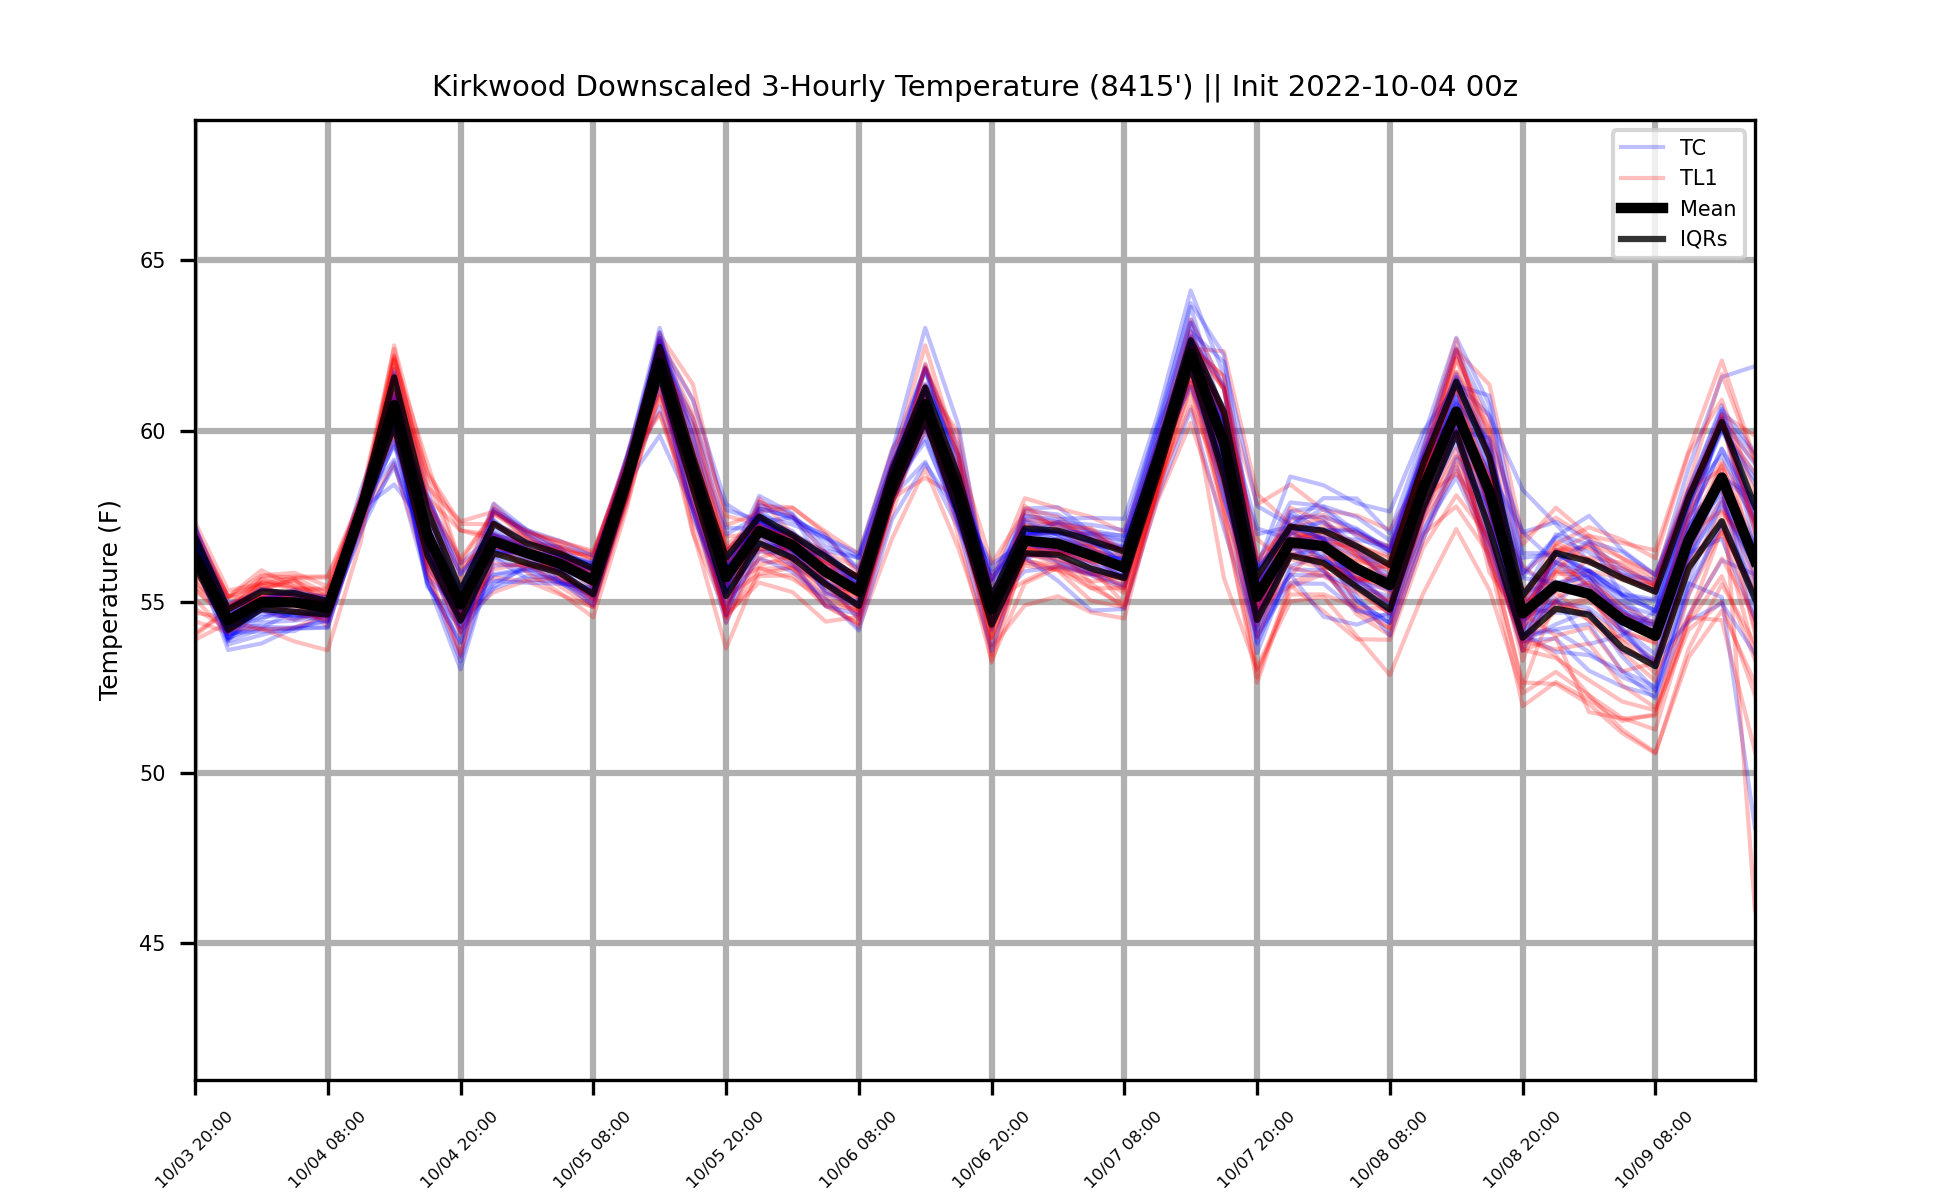 Kirkwood Downscaled 3-Hourly Temperature (8415') || Init 2022-10-04 00z
TC
TL1
Mean
IQRs
Temperature (F)
65
60
55
50
45
10/03 20:00
10/04 08:00
10/04 20:00
10/05 08:00
10/05 20:00
10/06 08:00
10/06 20:00
10/07 08:00
10/07 20:00
10/08 08:00
10/08 20:00
10/09 08:00